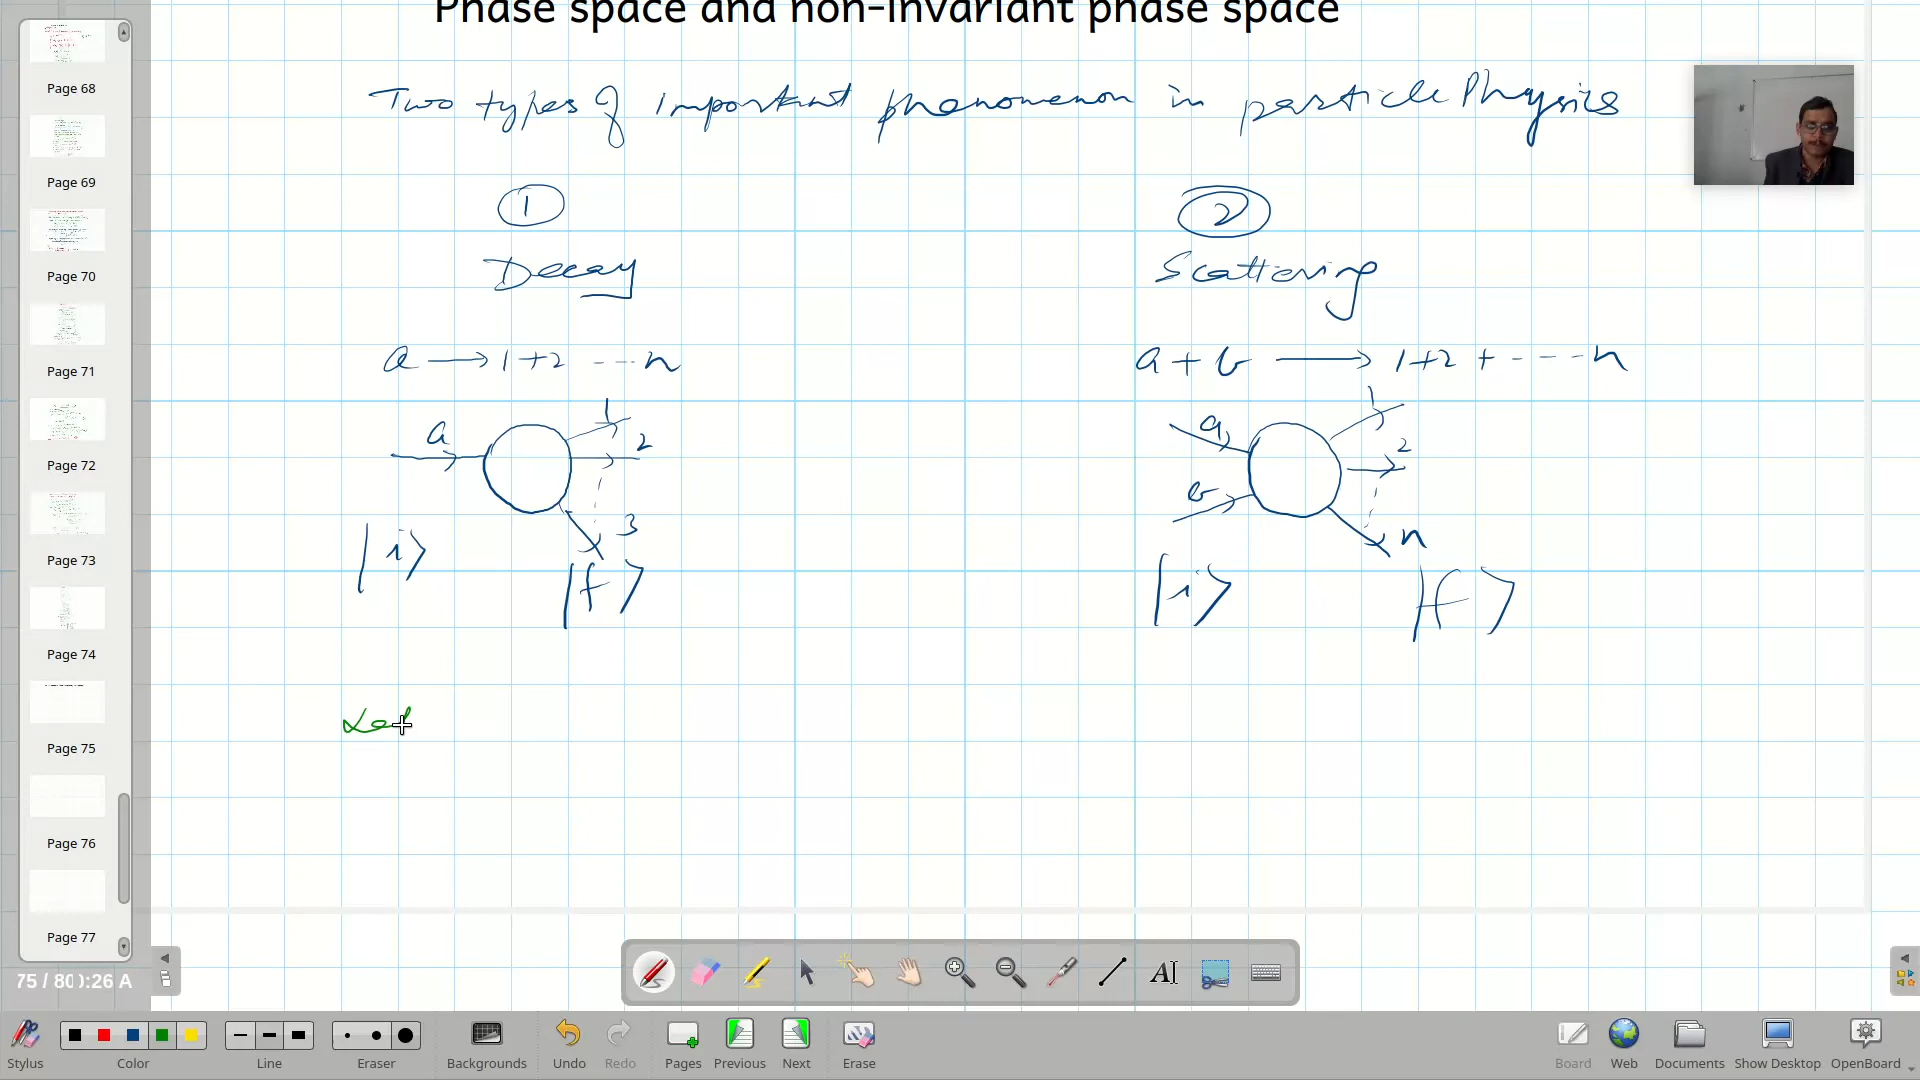 Phase space and non-invariant phase space
Two types of important phenomenon in particle Physics
1
2
Decay
Scattering
a → 1+2 ---- n
a + b → 1+2 + ---- n
a
1
2
3
a
b
1
2
n
|i⟩
|f⟩
|i⟩
|f⟩
Let
Page 68
Page 69
Page 70
Page 71
Page 72
Page 73
Page 74
Page 75
Page 76
Page 77
75 / 80
:26 A
Stylus
Color
Line
Eraser
Backgrounds
Undo
Redo
Pages
Previous
Next
Erase
Board
Web
Documents
Show Desktop
OpenBoard